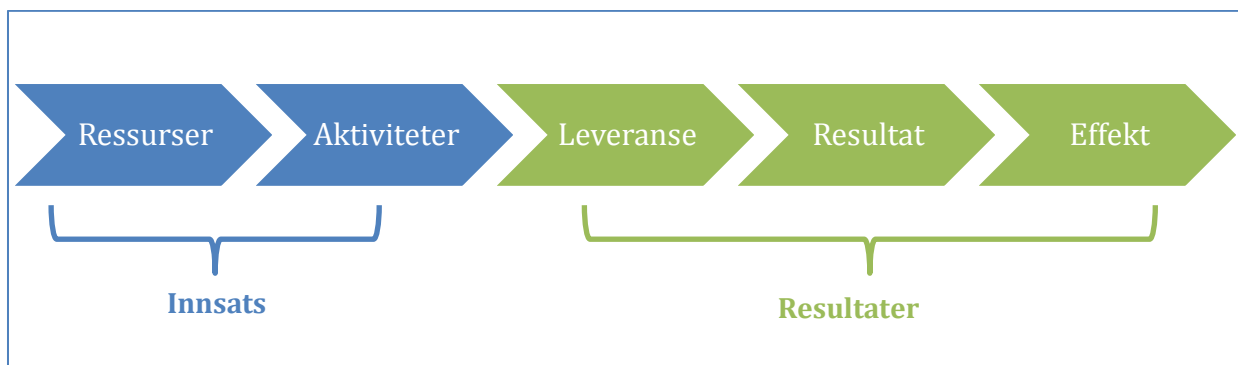 Ressurser
Aktiviteter
Leveranse
Resultat
Effekt
Innsats
Resultater